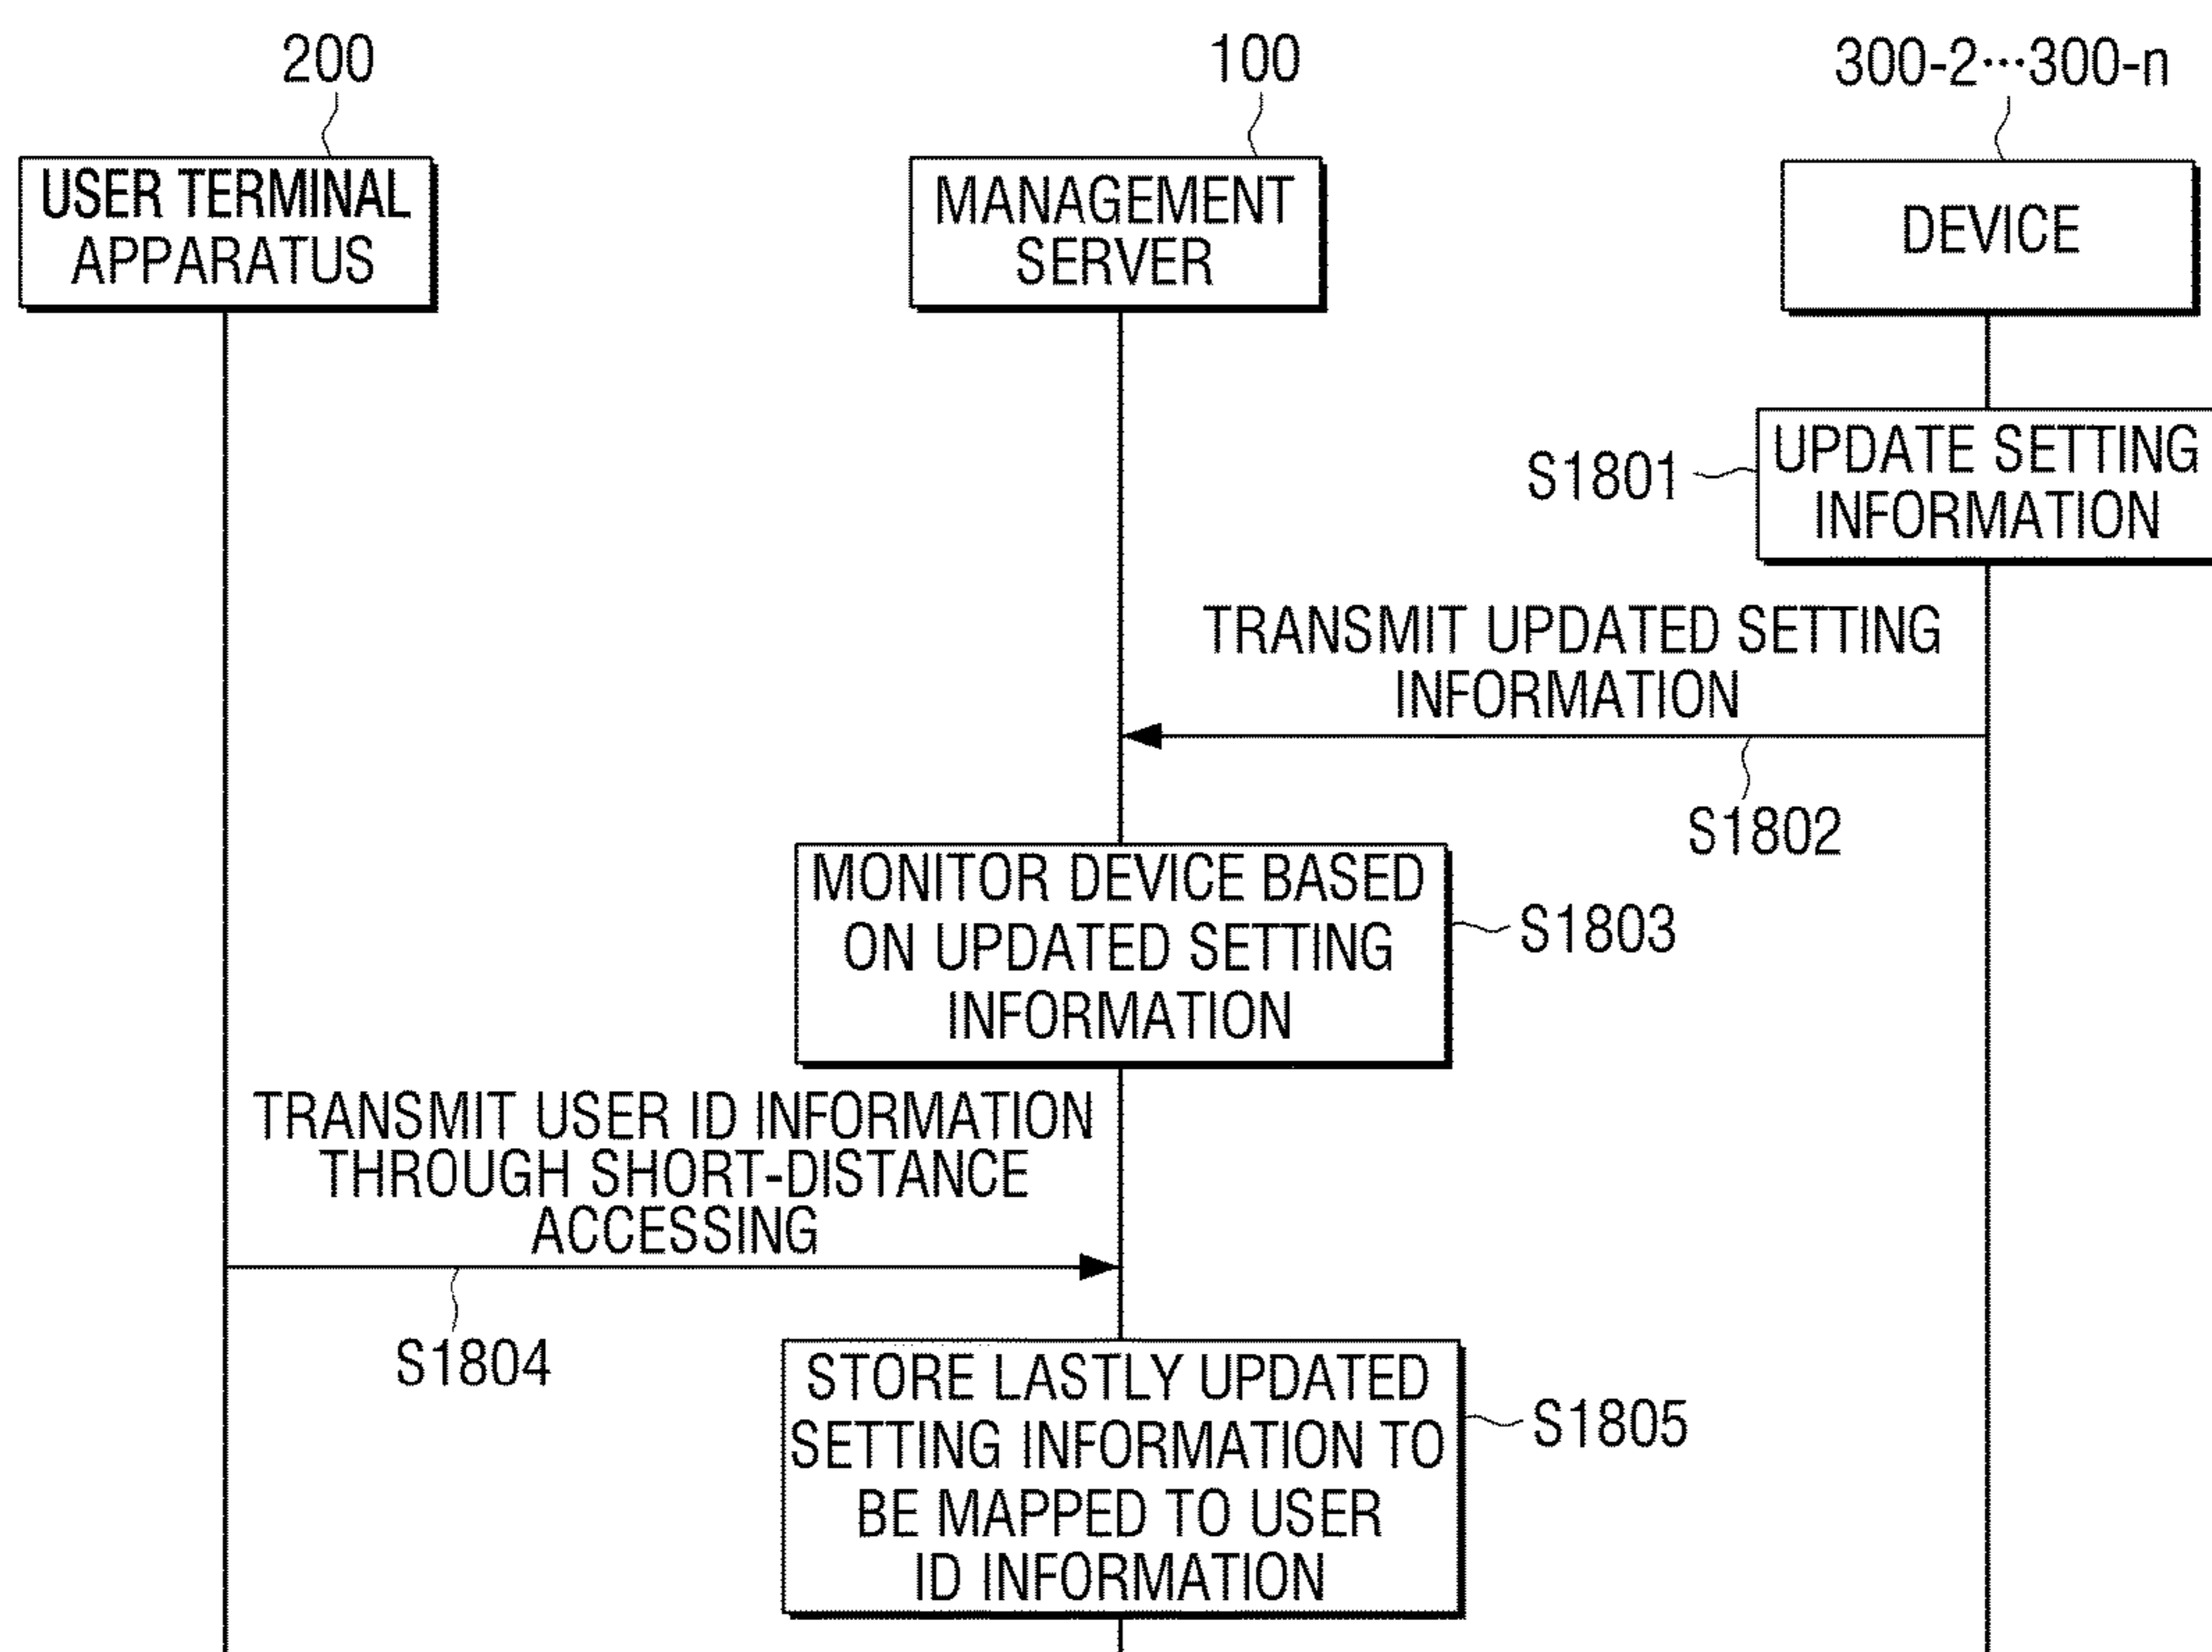 200
100
300-2···300-n
USER TERMINAL
APPARATUS
MANAGEMENT
SERVER
DEVICE
S1801
UPDATE SETTING
INFORMATION
TRANSMIT UPDATED SETTING
INFORMATION
S1802
MONITOR DEVICE BASED
ON UPDATED SETTING
INFORMATION
S1803
TRANSMIT USER ID INFORMATION
THROUGH SHORT-DISTANCE
ACCESSING
S1804
STORE LASTLY UPDATED
SETTING INFORMATION TO
BE MAPPED TO USER
ID INFORMATION
S1805